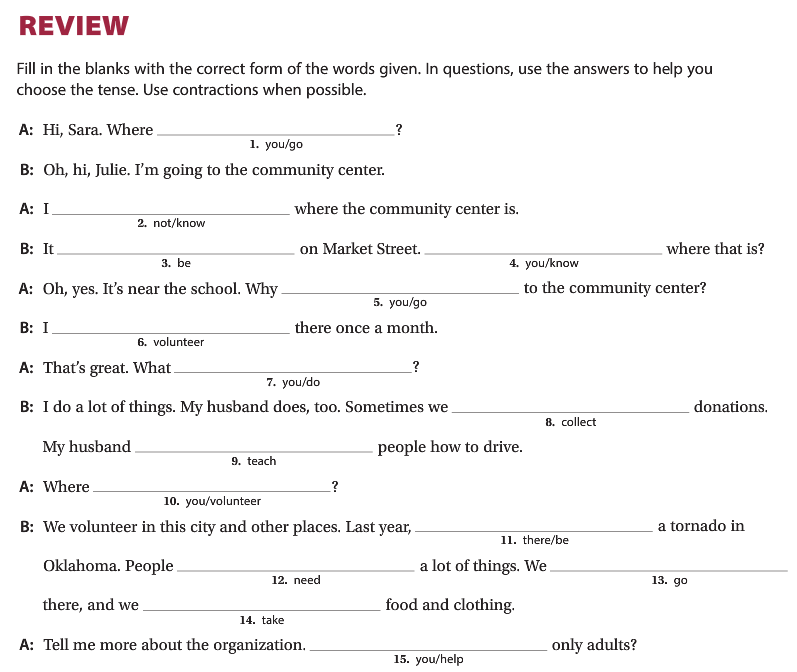 REVIEW
Fill in the blanks with the correct form of the words given. In questions, use the answers to help you
choose the tense. Use contractions when possible.
A: Hi, Sara. Where ______________?
1. you/go
B: Oh, hi, Julie. I’m going to the community center.
A: I ______________ where the community center is.
2. not/know
B: It ______________ on Market Street. ______________ where that is?
3. be 4. you/know
A: Oh, yes. It’s near the school. Why ______________ to the community center?
5. you/go
B: I ______________ there once a month.
6. volunteer
A: That’s great. What ______________?
7. you/do
B: I do a lot of things. My husband does, too. Sometimes we ______________ donations.
8. collect
My husband ______________ people how to drive.
9. teach
A: Where ______________?
10. you/volunteer
B: We volunteer in this city and other places. Last year, ______________ a tornado in
11. there/be
Oklahoma. People ______________ a lot of things. We ______________
12. need 13. go
there, and we ______________ food and clothing.
14. take
A: Tell me more about the organization. ______________ only adults?
15. you/help